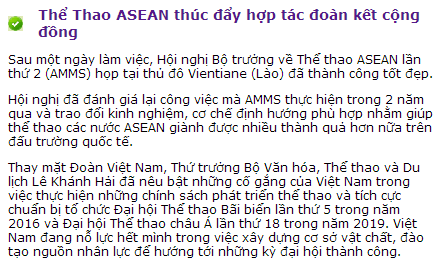 Thể Thao ASEAN thúc đẩy hợp tác đoàn kết cộng
đồng
Sau một ngày làm việc, Hội nghị Bộ trưởng về Thể thao ASEAN lần
thứ 2 (AMMS) họp tại thủ đô Vientiane (Lào) đã thành công tốt đẹp.
Hội nghị đã đánh giá lại công việc mà AMMS thực hiện trong 2 năm
qua và trao đổi kinh nghiệm, cơ chế định hướng phù hợp nhằm giúp
thể thao các nước ASEAN giành được nhiều thành quả hơn nữa trên
đấu trường quốc tế.
Thay mặt Đoàn Việt Nam, Thứ trưởng Bộ Văn hóa, Thể thao và Du
lịch Lê Khánh Hải đã nêu bật những cố gắng của Việt Nam trong
việc thực hiện những chính sách phát triển thể thao và tích cực
chuẩn bị tổ chức Đại hội Thể thao Bãi biển lần thứ 5 trong năm
2016 và Đại hội Thể thao châu Á lần thứ 18 trong năm 2019. Việt
Nam đang nỗ lực hết mình trong việc xây dựng cơ sở vật chất, đào
tạo nguồn nhân lực để hướng tới những kỳ đại hội thành công.